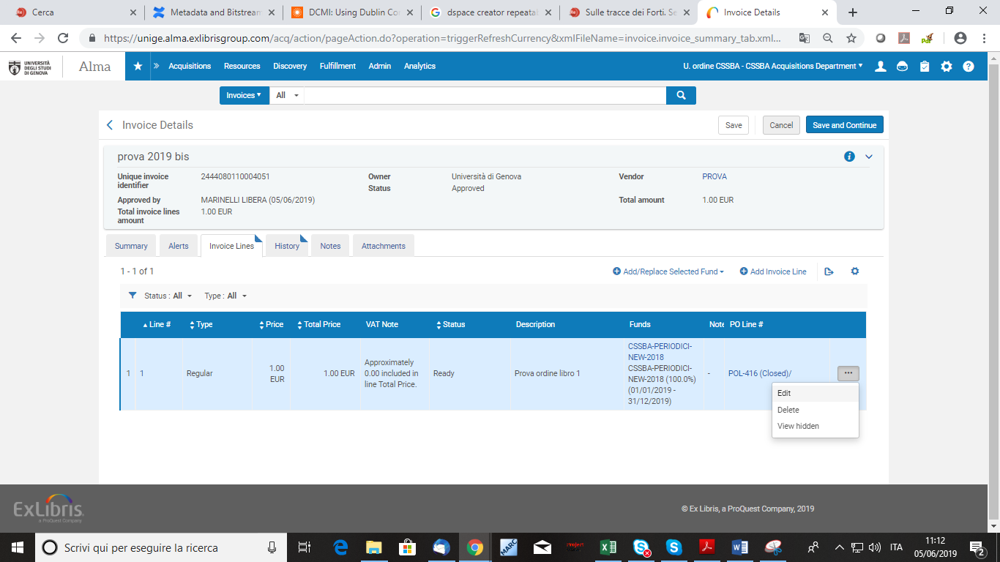 Cerca
Metadata and Bitstream
DCMI: Using Dublin Co
dspace creator repeatab
Sulle tracce dei Forti. Se
Invoice Details
https://unige.alma.exlibrisgroup.com/acq/action/pageAction.do?operation=triggerRefreshCurrency&xmlFileName=invoice.invoice_summary_tab.xml...
UNIVERSITÀ DEGLI STUDI DI GENOVA
Alma
Acquisitions Resources Discovery Fulfillment Admin Analytics
U. ordine CSSBA - CSSBA Acquisitions Department
Invoices All
Invoice Details
Save Cancel Save and Continue
prova 2019 bis
Unique invoice identifier 2444080110004051
Owner Università di Genova
Vendor PROVA
Status Approved
Approved by MARINELLI LIBERA (05/06/2019)
Total amount 1.00 EUR
Total invoice lines amount 1.00 EUR
Summary Alerts Invoice Lines History Notes Attachments
1 - 1 of 1
Add/Replace Selected Fund Add Invoice Line
Status : All Type : All
Line # Type Price Total Price VAT Note Status Description Funds Note PO Line #
1 1 Regular
1.00 EUR
1.00 EUR
Approximately 0.00 included in line Total Price.
Ready
Prova ordine libro 1
CSSBA-PERIODICI-
NEW-2018
CSSBA-PERIODICI-
NEW-2018 (100.0%)
(01/01/2019 -
31/12/2019)
-
POL-416 (Closed)/
...
Edit
Delete
View hidden
ExLibris
a ProQuest Company
© Ex Libris, a ProQuest Company, 2019
Scrivi qui per eseguire la ricerca
MARC
ITA
11:12
05/06/2019
2